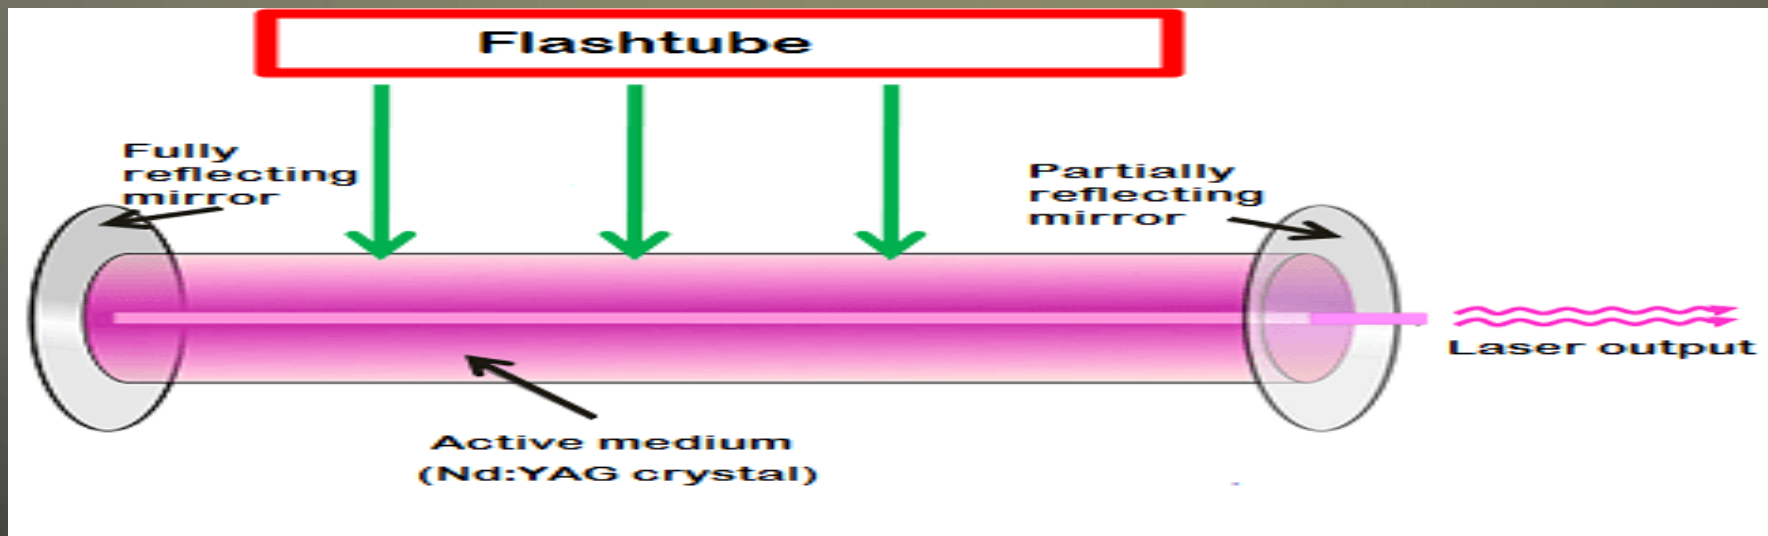 Flashtube
Fully
reflecting
mirror
Partially
reflecting
mirror
Laser output
Active medium
(Nd:YAG crystal)